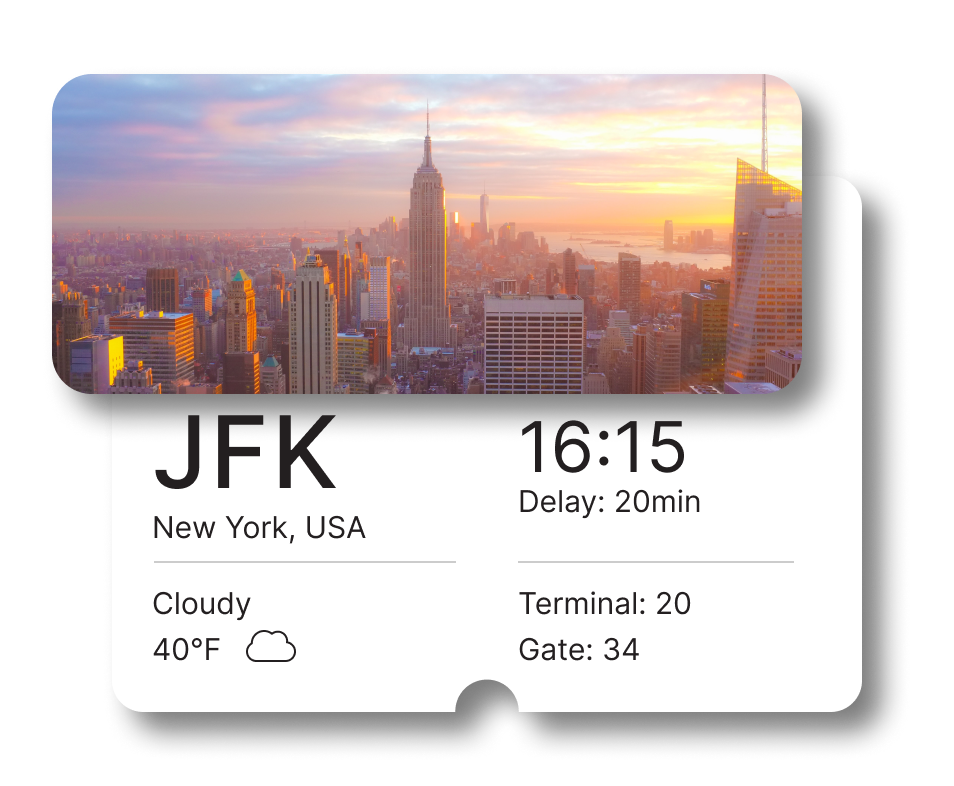 JFK
New York, USA
16:15
Delay: 20min
Cloudy
40°F
Terminal: 20
Gate: 34